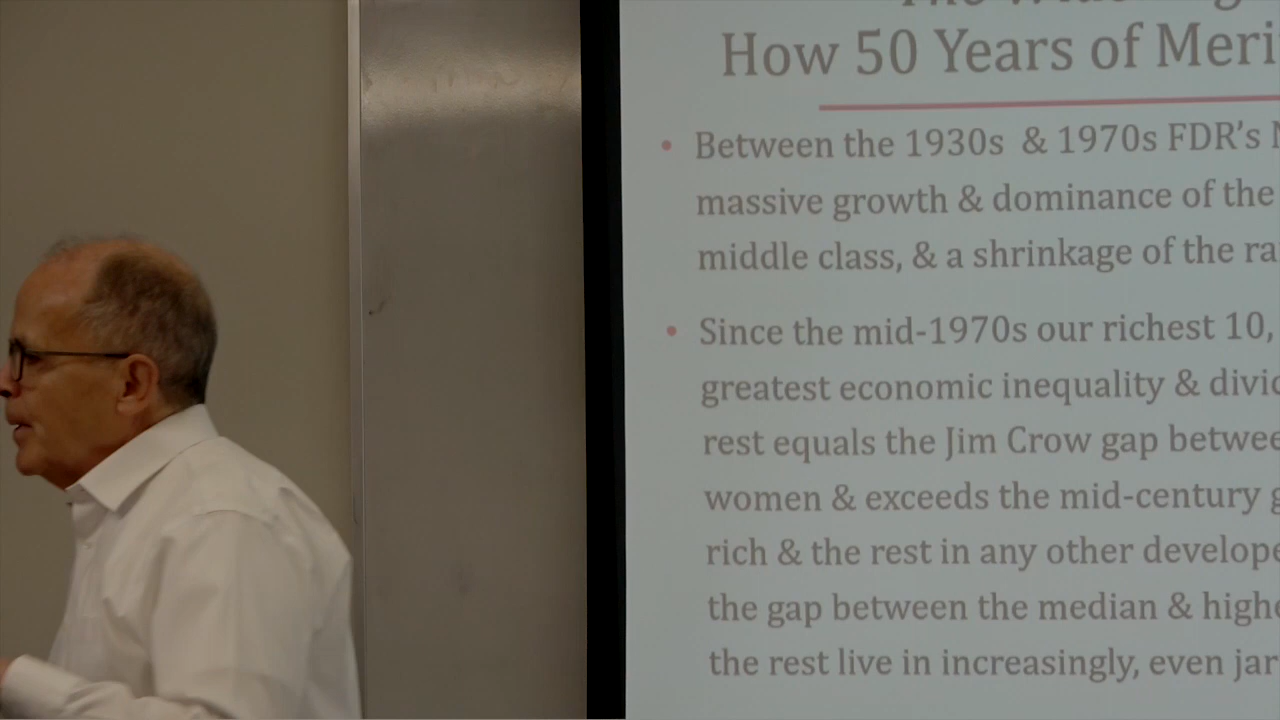 How 50 Years of Meri
• Between the 1930s & 1970s FDR's
massive growth & dominance of the
middle class, & a shrinkage of the ra
• Since the mid-1970s our richest 10,
greatest economic inequality & divid
rest equals the Jim Crow gap betwee
women & exceeds the mid-century g
rich & the rest in any other develope
the gap between the median & highe
the rest live in increasingly, even jar